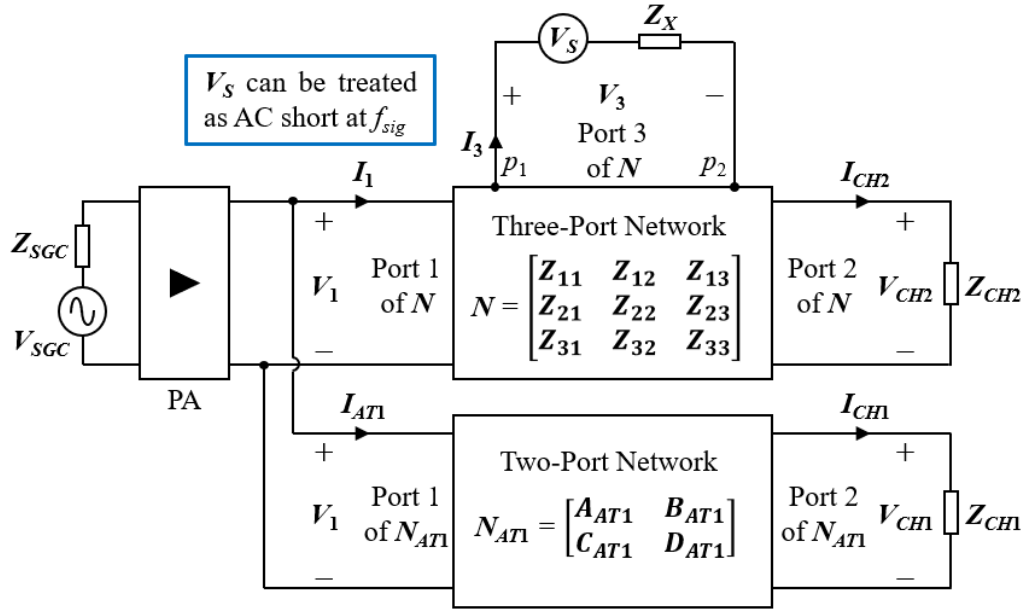 V_S Z_X
V_S can be treated
as AC short at f_sig
+ V_3 −
Port 3
of N
I_3 p_1 p_2
I_1 I_CH2
Z_SGC
V_SGC
PA
+
V_1
−
Port 1
of N
Three-Port Network
N = [Z_11 Z_12 Z_13
Z_21 Z_22 Z_23
Z_31 Z_32 Z_33]
Port 2
of N
+
V_CH2 Z_CH2
−
I_AT1 I_CH1
+
V_1
−
Port 1
of N_AT1
Two-Port Network
N_AT1 = [A_AT1 B_AT1
C_AT1 D_AT1]
Port 2
of N_AT1
+
V_CH1 Z_CH1
−